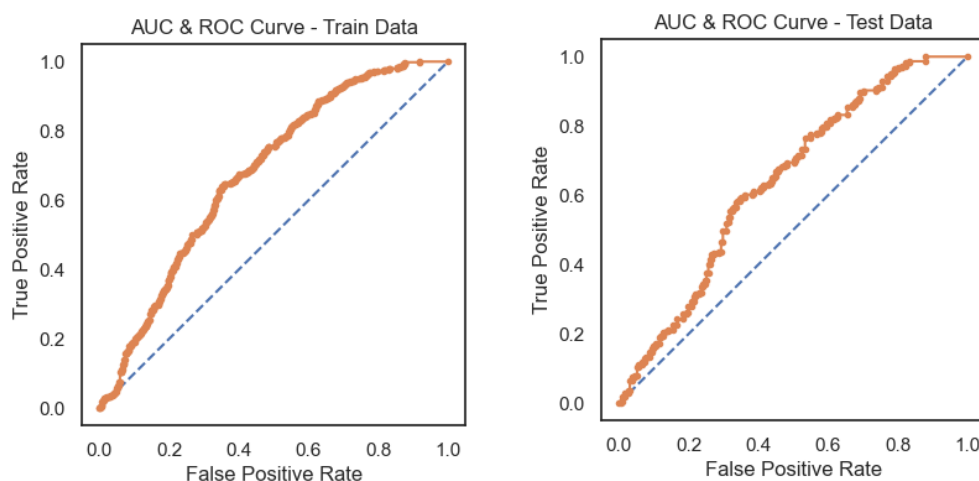 AUC & ROC Curve - Train Data
True Positive Rate
1.0
0.8
0.6
0.4
0.2
0.0
0.0 0.2 0.4 0.6 0.8 1.0
False Positive Rate
AUC & ROC Curve - Test Data
True Positive Rate
1.0
0.8
0.6
0.4
0.2
0.0
0.0 0.2 0.4 0.6 0.8 1.0
False Positive Rate